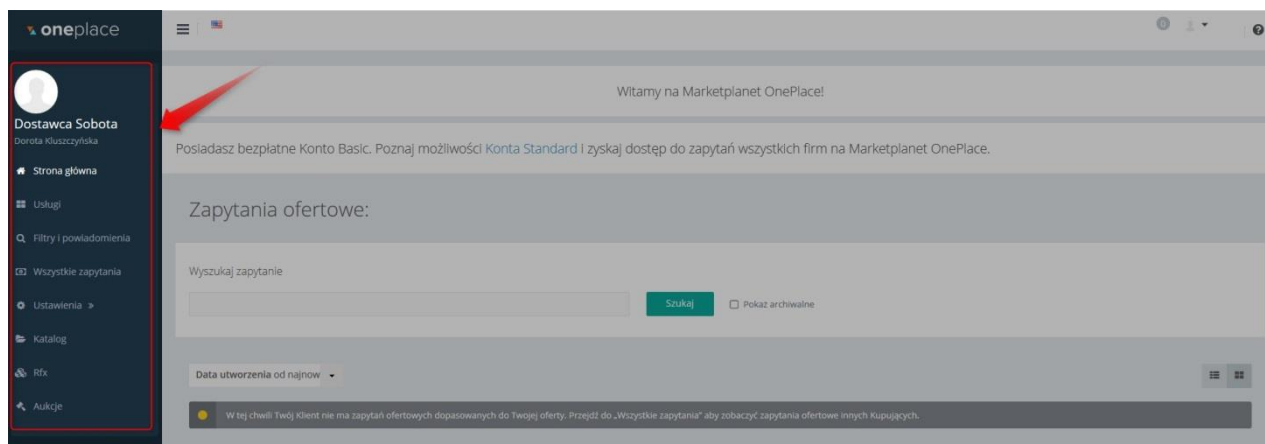 oneplace
0
Dostawca Sobota
Dorota Kluszczyńska
Strona główna
Usługi
Filtry i powiadomienia
Wszystkie zapytania
Ustawienia »
Katalog
Rfx
Aukcje
Witamy na Marketplanet OnePlace!
Posiadasz bezpłatne Konto Basic. Poznaj możliwości Konta Standard i zyskaj dostęp do zapytań wszystkich firm na Marketplanet OnePlace.
Zapytania ofertowe:
Wyszukaj zapytanie
Szukaj
Pokaż archiwalne
Data utworzenia od najnow
W tej chwili Twój Klient nie ma zapytań ofertowych dopasowanych do Twojej oferty. Przejdź do „Wszystkie zapytania" aby zobaczyć zapytania ofertowe innych Kupujących.